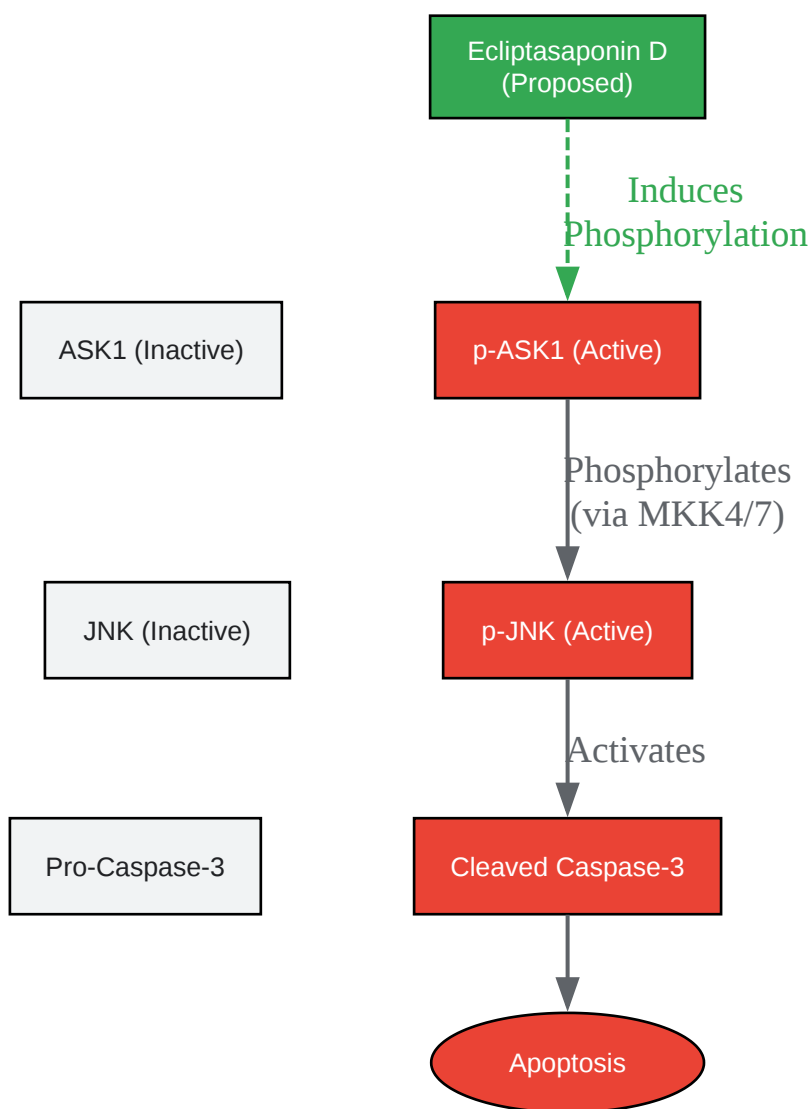 Ecliptasaponin D
(Proposed)
Induces
Phosphorylation
ASK1 (Inactive)
p-ASK1 (Active)
Phosphorylates
(via MKK4/7)
JNK (Inactive)
p-JNK (Active)
Activates
Pro-Caspase-3
Cleaved Caspase-3
Apoptosis